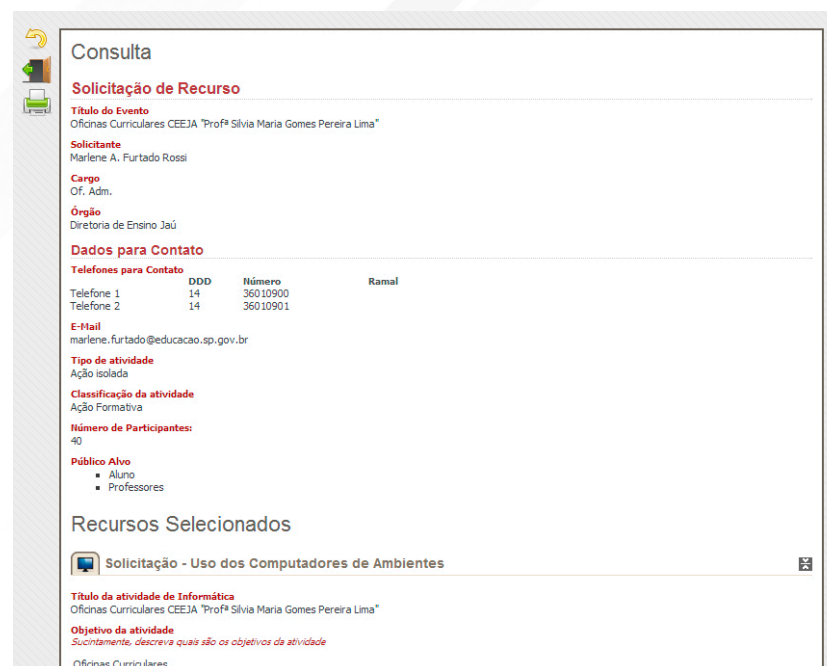 Consulta
Solicitação de Recurso
Título do Evento
Oficinas Curriculares CEEJA "Profª Silvia Maria Gomes Pereira Lima"
Solicitante
Marlene A. Furtado Rossi
Cargo
Of. Adm.
Órgão
Diretoria de Ensino Jaú
Dados para Contato
Telefones para Contato
DDD Número Ramal
Telefone 1 14 36010900
Telefone 2 14 36010901
E-Mail
marlene.furtado@educacao.sp.gov.br
Tipo de atividade
Ação isolada
Classificação da atividade
Ação Formativa
Número de Participantes:
40
Público Alvo
Aluno
Professores
Recursos Selecionados
Solicitação - Uso dos Computadores de Ambientes
Título da atividade de Informática
Oficinas Curriculares CEEJA "Profª Silvia Maria Gomes Pereira Lima"
Objetivo da atividade
Sucintamente, descreva quais são os objetivos da atividade
Oficinas Curriculares